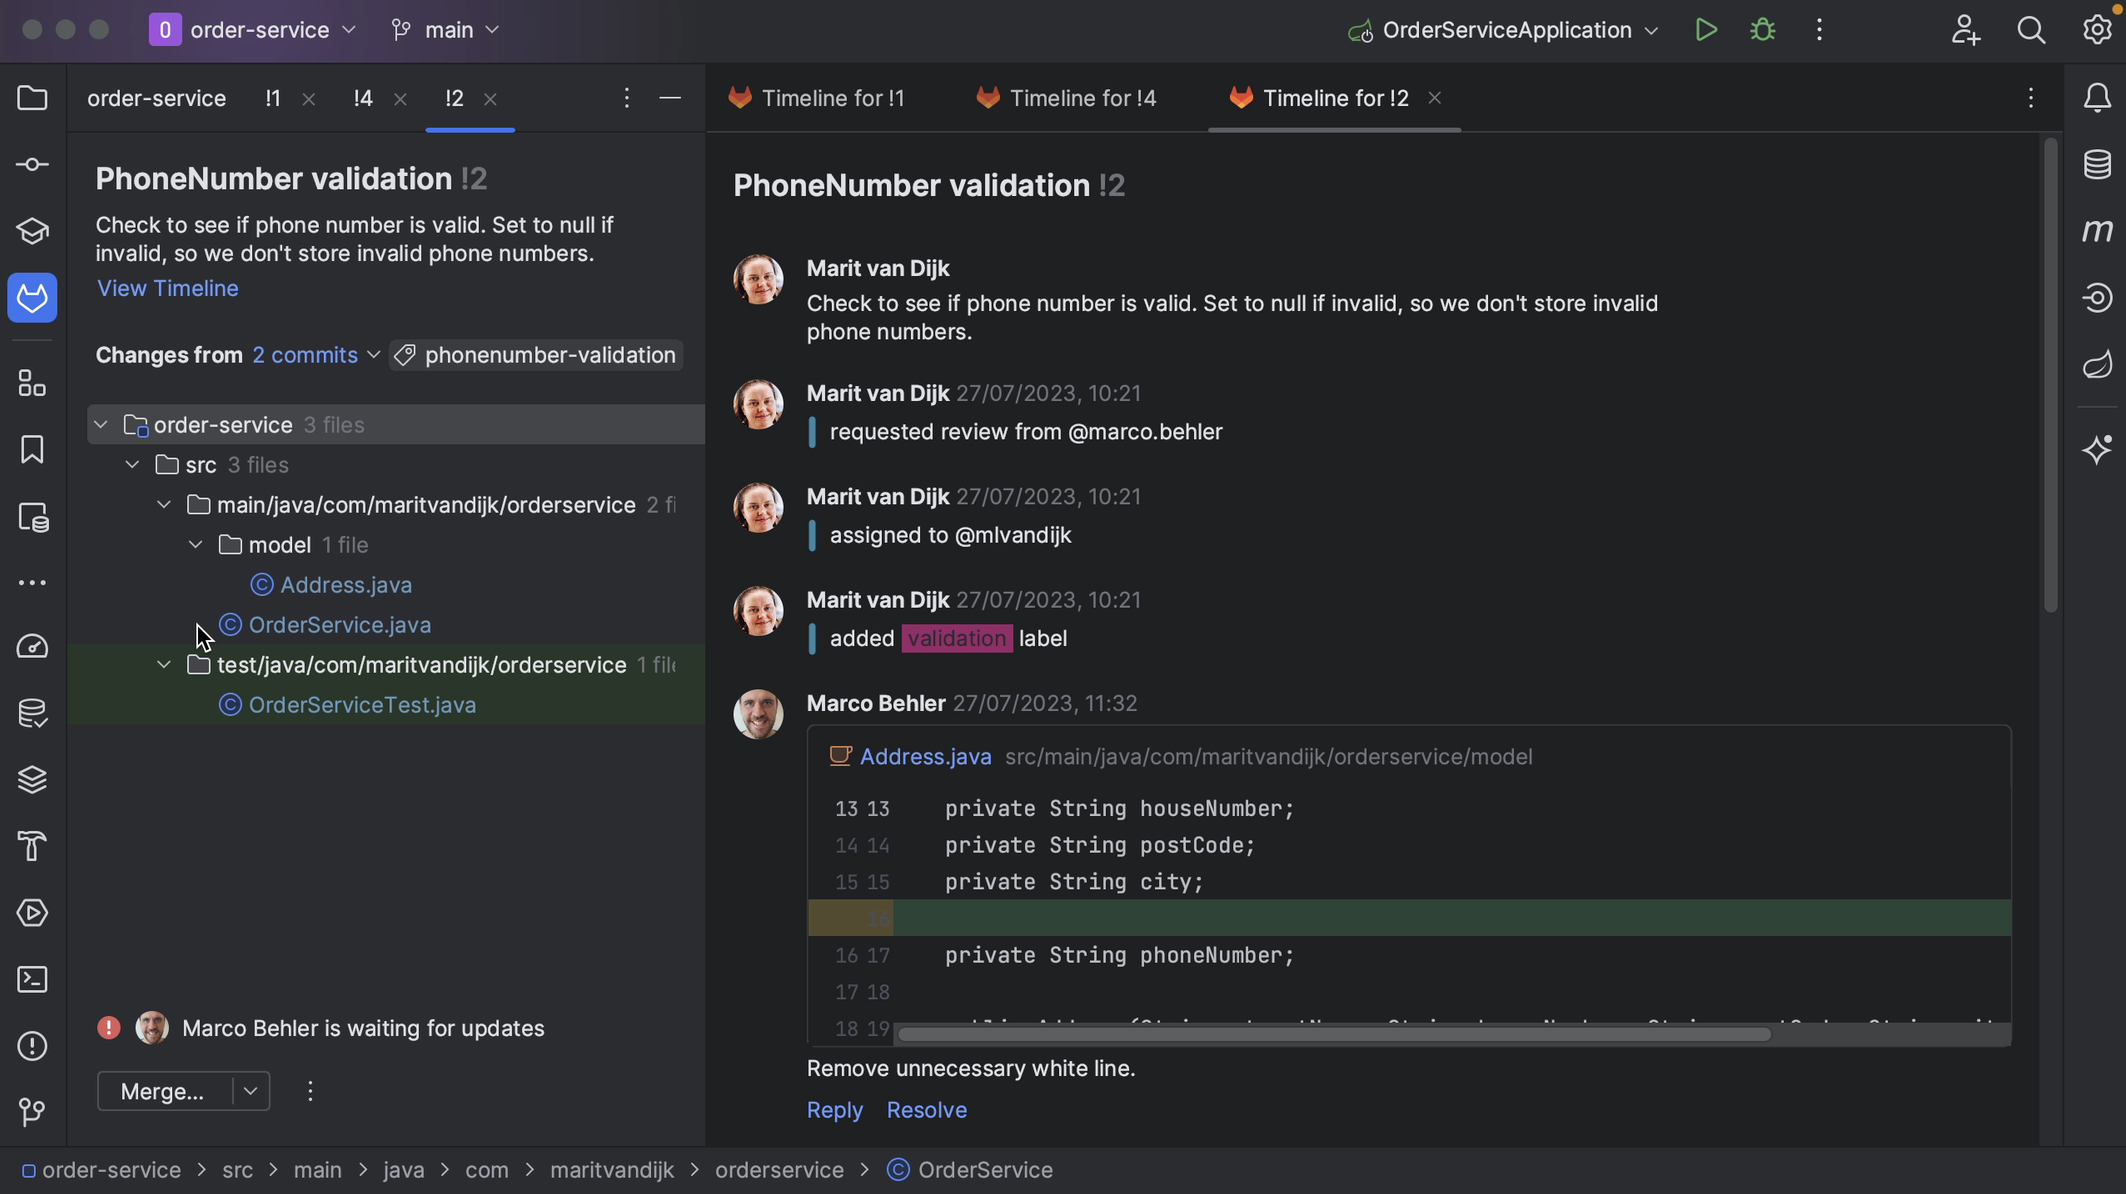 order-service main OrderServiceApplication
order-service !1 !4 !2
PhoneNumber validation !2
Check to see if phone number is valid. Set to null if
invalid, so we don't store invalid phone numbers.
View Timeline
Changes from 2 commits phonenumber-validation
order-service 3 files
src 3 files
main/java/com/maritvandijk/orderservice 2 fi
model 1 file
Address.java
OrderService.java
test/java/com/maritvandijk/orderservice 1 file
OrderServiceTest.java
Marco Behler is waiting for updates
Merge...
Timeline for !1 Timeline for !4 Timeline for !2
PhoneNumber validation !2
Marit van Dijk
Check to see if phone number is valid. Set to null if invalid, so we don't store invalid
phone numbers.
Marit van Dijk 27/07/2023, 10:21
requested review from @marco.behler
Marit van Dijk 27/07/2023, 10:21
assigned to @mlvandijk
Marit van Dijk 27/07/2023, 10:21
added validation label
Marco Behler 27/07/2023, 11:32
Address.java src/main/java/com/maritvandijk/orderservice/model
13 13 private String houseNumber;
14 14 private String postCode;
15 15 private String city;
16
16 17 private String phoneNumber;
17 18
18 19
Remove unnecessary white line.
Reply Resolve
order-service > src > main > java > com > maritvandijk > orderservice > OrderService